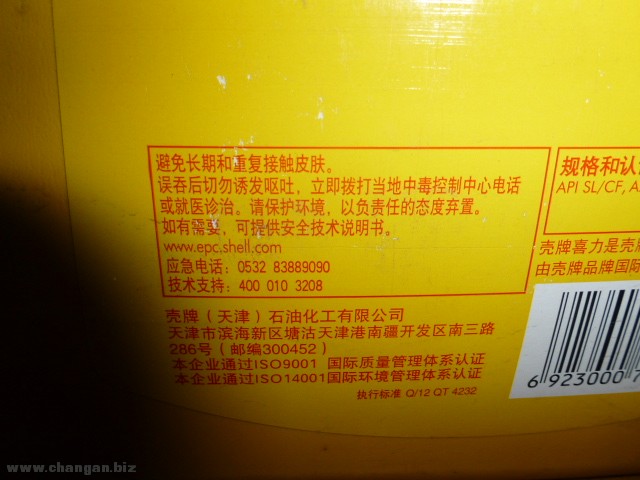 避免长期和重复接触皮肤。
误吞后切勿诱发呕吐，立即拨打当地中毒控制中心电话
或就医诊治。请保护环境，以负责任的态度弃置。
如有需要，可提供安全技术说明书。
www.epc.shell.com
应急电话：0532 83889090
技术支持：400 010 3208
壳牌（天津）石油化工有限公司
天津市滨海新区塘沽天津港南疆开发区南三路
286号（邮编300452）
本企业通过ISO9001 国际质量管理体系认证
本企业通过ISO14001国际环境管理体系认证
执行标准 Q/12 QT 4232
规格和认
API SL/CF, A
壳牌喜力是壳
由壳牌品牌国际
6 923000
www.changan.biz